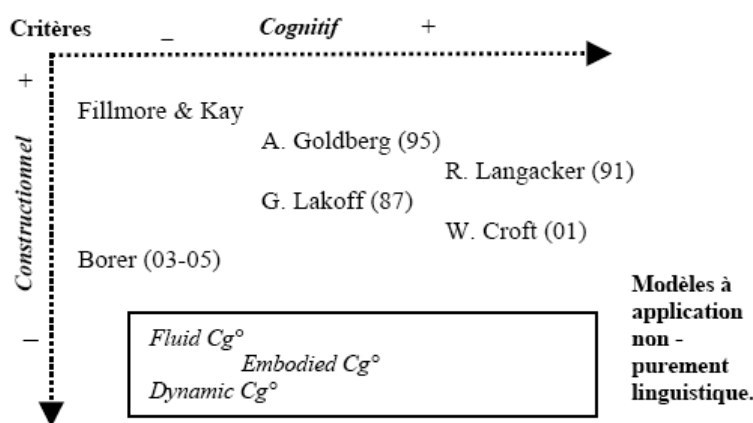 Critères – Cognitif +
+
Fillmore & Kay
A. Goldberg (95)
R. Langacker (91)
G. Lakoff (87)
W. Croft (01)
Constructionnel
Borer (03-05)
–
Modèles à
application
non -
purement
linguistique.
Fluid Cg°
Embodied Cg°
Dynamic Cg°